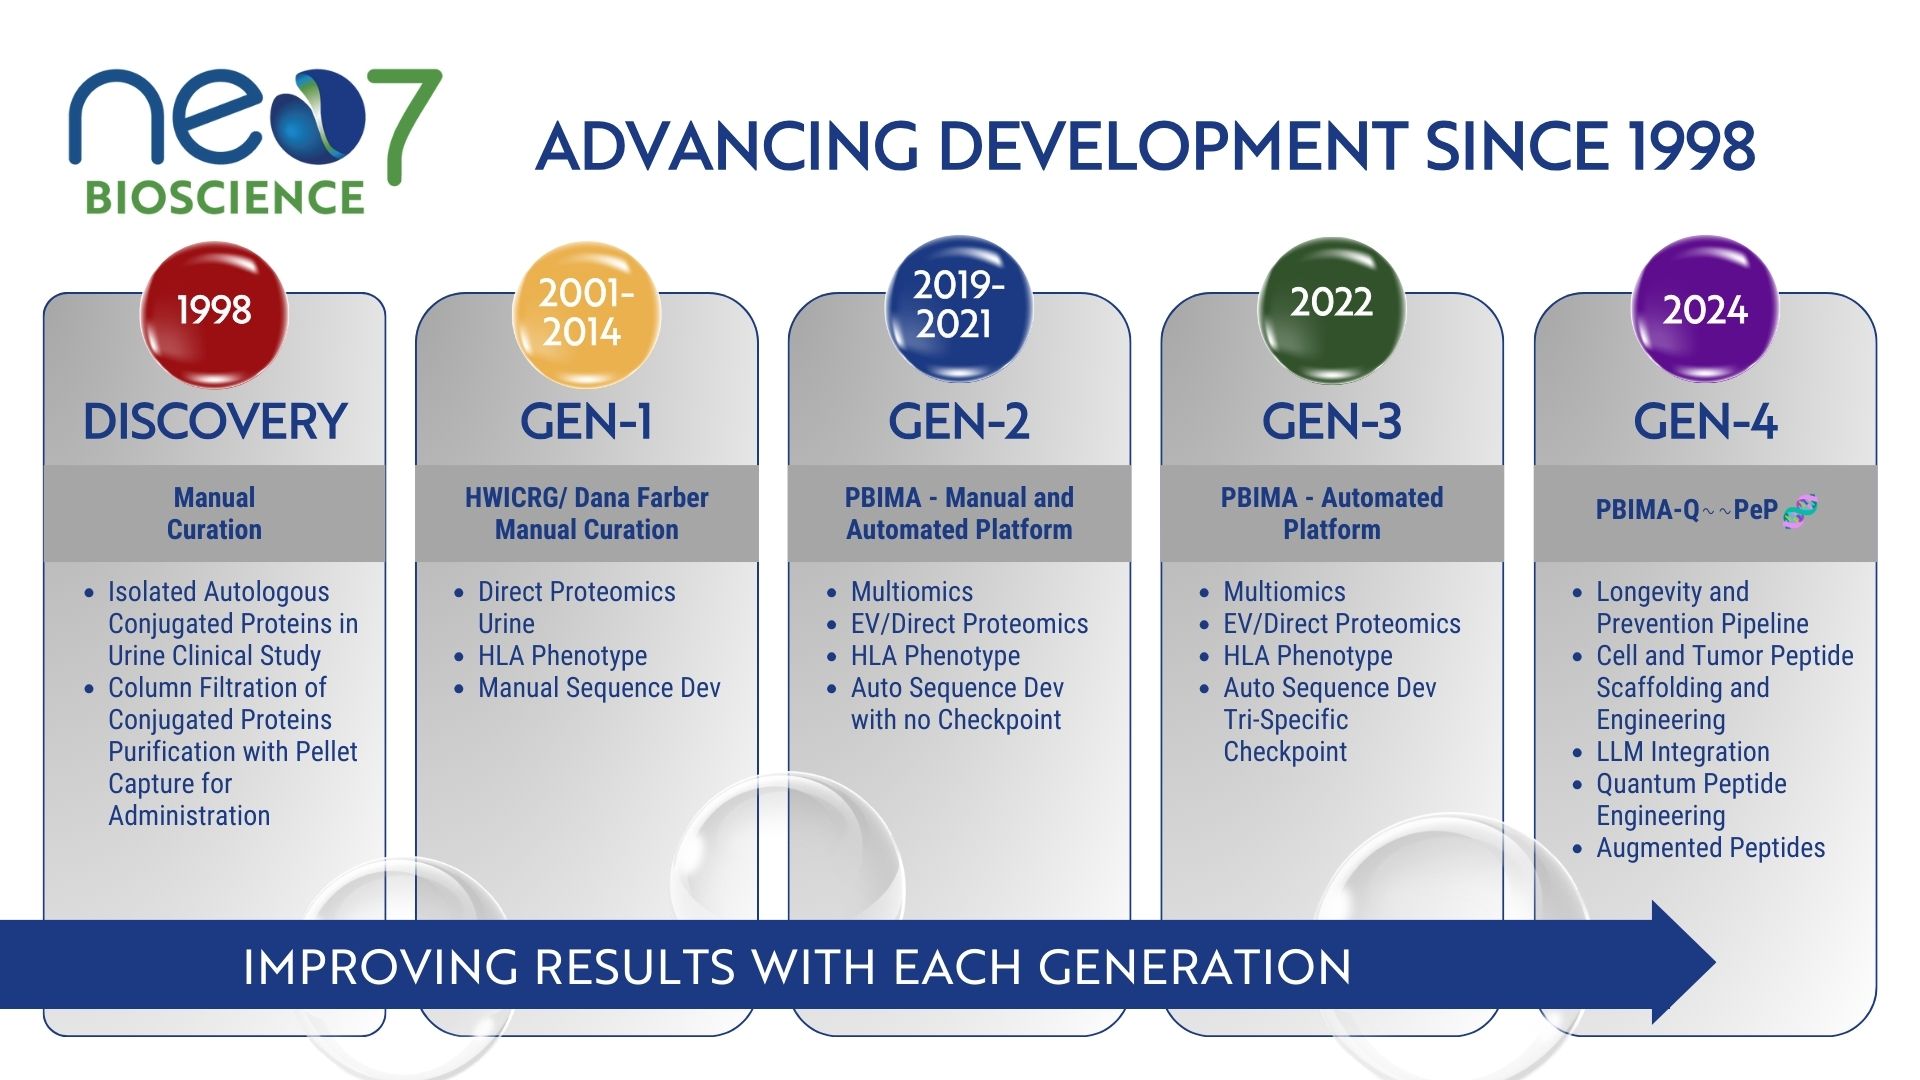 neo7
BIOSCIENCE
ADVANCING DEVELOPMENT SINCE 1998
1998
DISCOVERY
Manual
Curation
• Isolated Autologous
Conjugated Proteins in
Urine Clinical Study
• Column Filtration of
Conjugated Proteins
Purification with Pellet
Capture for
Administration
2001-
2014
GEN-1
HWICRG/ Dana Farber
Manual Curation
• Direct Proteomics
Urine
• HLA Phenotype
• Manual Sequence Dev
2019-
2021
GEN-2
PBIMA - Manual and
Automated Platform
• Multiomics
• EV/Direct Proteomics
• HLA Phenotype
• Auto Sequence Dev
with no Checkpoint
2022
GEN-3
PBIMA - Automated
Platform
• Multiomics
• EV/Direct Proteomics
• HLA Phenotype
• Auto Sequence Dev
Tri-Specific
Checkpoint
2024
GEN-4
PBIMA-Q~~PeP🧬
• Longevity and
Prevention Pipeline
• Cell and Tumor Peptide
Scaffolding and
Engineering
• LLM Integration
• Quantum Peptide
Engineering
• Augmented Peptides
IMPROVING RESULTS WITH EACH GENERATION